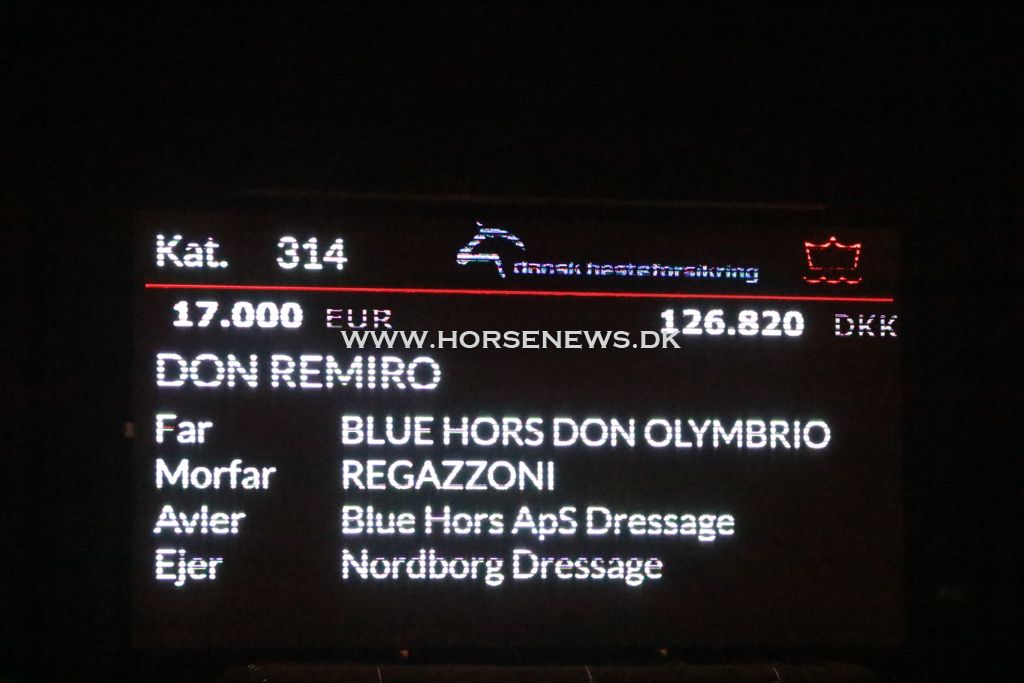 Kat. 314 dansk hesteforsikring
17.000 EUR 126.820 DKK
WWW.HORSENEWS.DK
DON REMIRO
Far BLUE HORS DON OLYMBRIO
Morfar REGAZZONI
Avler Blue Hors ApS Dressage
Ejer Nordborg Dressage